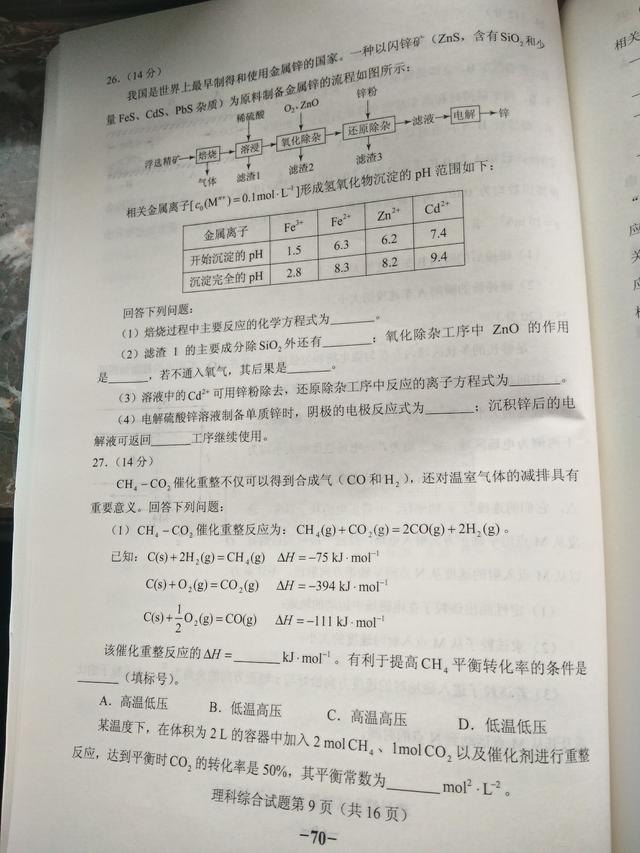 26.（14 分）
我国是世界上最早制得和使用金属锌的国家。一种以闪锌矿（ZnS，含有SiO₂和少
量 FeS、CdS、PbS 杂质）为原料制备金属锌的流程如图所示：
稀硫酸 O₂、ZnO 锌粉
浮选精矿 焙烧 溶浸 氧化除杂 还原除杂 滤液 电解 锌
气体 滤渣1 滤渣2 滤渣3
相关金属离子[c₀(Mⁿ⁺)=0.1mol·L⁻¹]形成氢氧化物沉淀的 pH 范围如下：
金属离子 Fe³⁺ Fe²⁺ Zn²⁺ Cd²⁺
开始沉淀的 pH 1.5 6.3 6.2 7.4
沉淀完全的 pH 2.8 8.3 8.2 9.4
回答下列问题：
（1）焙烧过程中主要反应的化学方程式为______。
（2）滤渣 1 的主要成分除SiO₂外还有______；氧化除杂工序中 ZnO 的作用
是______，若不通入氧气，其后果是______。
（3）溶液中的Cd²⁺可用锌粉除去，还原除杂工序中反应的离子方程式为______。
（4）电解硫酸锌溶液制备单质锌时，阴极的电极反应式为______；沉积锌后的电
解液可返回______工序继续使用。
27.（14 分）
CH₄－CO₂催化重整不仅可以得到合成气（CO和H₂），还对温室气体的减排具有
重要意义。回答下列问题：
（1）CH₄－CO₂催化重整反应为：CH₄(g)+CO₂(g)=2CO(g)+2H₂(g)。
已知：C(s)+2H₂(g)=CH₄(g) ΔH=−75 kJ·mol⁻¹
C(s)+O₂(g)=CO₂(g) ΔH=−394 kJ·mol⁻¹
C(s)+1/2O₂(g)=CO(g) ΔH=−111 kJ·mol⁻¹
该催化重整反应的ΔH=______kJ·mol⁻¹。有利于提高CH₄平衡转化率的条件是
______（填标号）。
A．高温低压 B．低温高压 C．高温高压 D．低温低压
某温度下，在体积为2 L的容器中加入2 molCH₄、1molCO₂以及催化剂进行重整
反应，达到平衡时CO₂的转化率是50%，其平衡常数为______mol²·L⁻²。
理科综合试题第 9 页（共 16 页）
-70-
相关